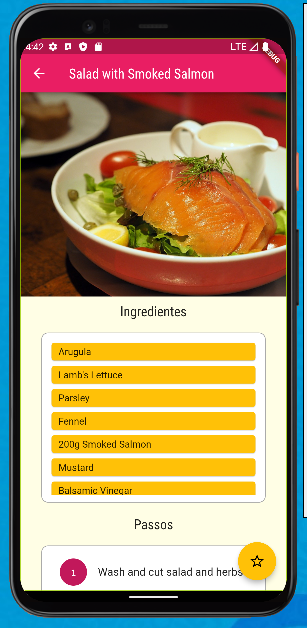 4:42 LTE
DEBUG
Salad with Smoked Salmon
Ingredientes
Arugula
Lamb's Lettuce
Parsley
Fennel
200g Smoked Salmon
Mustard
Balsamic Vinegar
Passos
1 Wash and cut salad and herbs